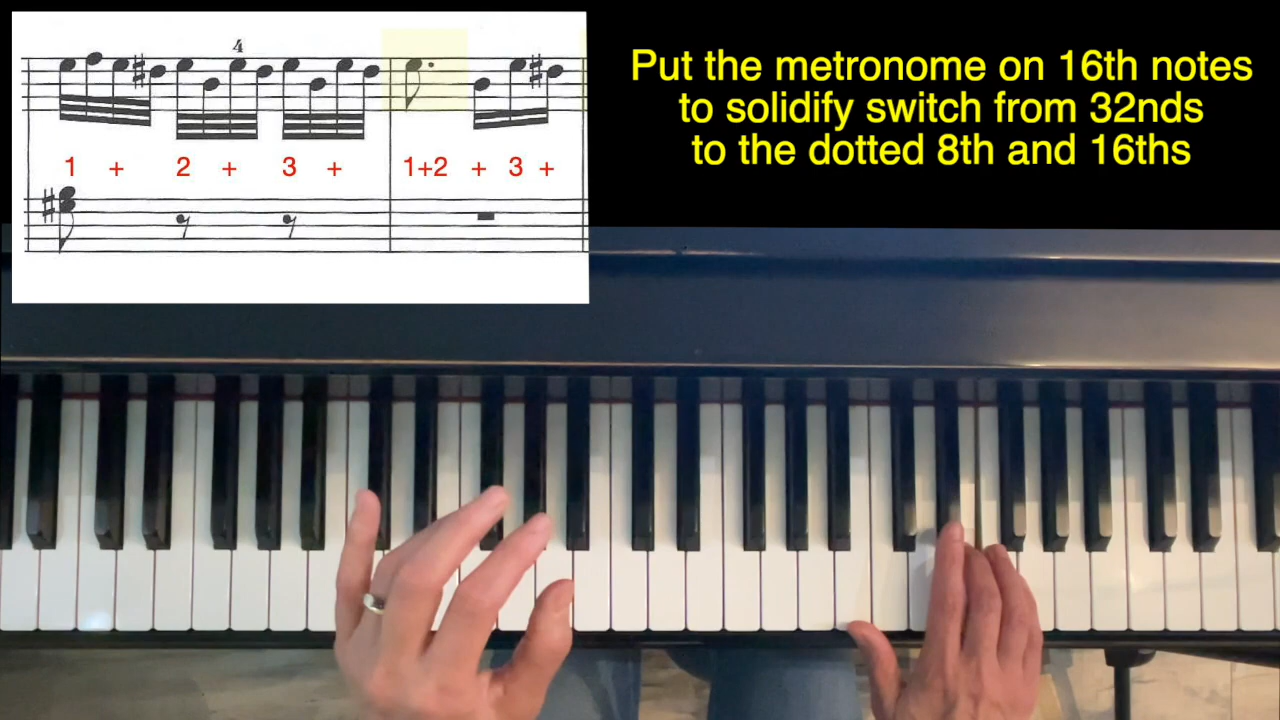 4
1 + 2 + 3 + 1+2 + 3 +
Put the metronome on 16th notes
to solidify switch from 32nds
to the dotted 8th and 16ths